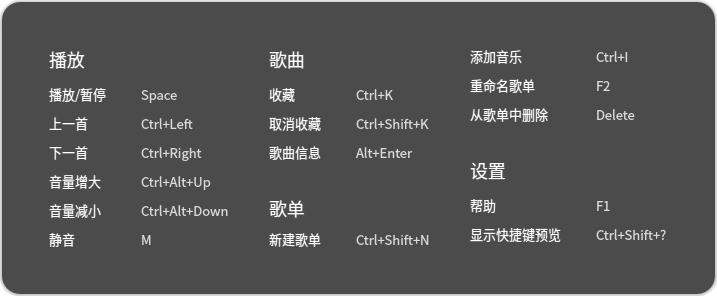 播放
播放/暂停 Space
上一首 Ctrl+Left
下一首 Ctrl+Right
音量增大 Ctrl+Alt+Up
音量减小 Ctrl+Alt+Down
静音 M
歌曲
收藏 Ctrl+K
取消收藏 Ctrl+Shift+K
歌曲信息 Alt+Enter
歌单
新建歌单 Ctrl+Shift+N
添加音乐 Ctrl+I
重命名歌单 F2
从歌单中删除 Delete
设置
帮助 F1
显示快捷键预览 Ctrl+Shift+?